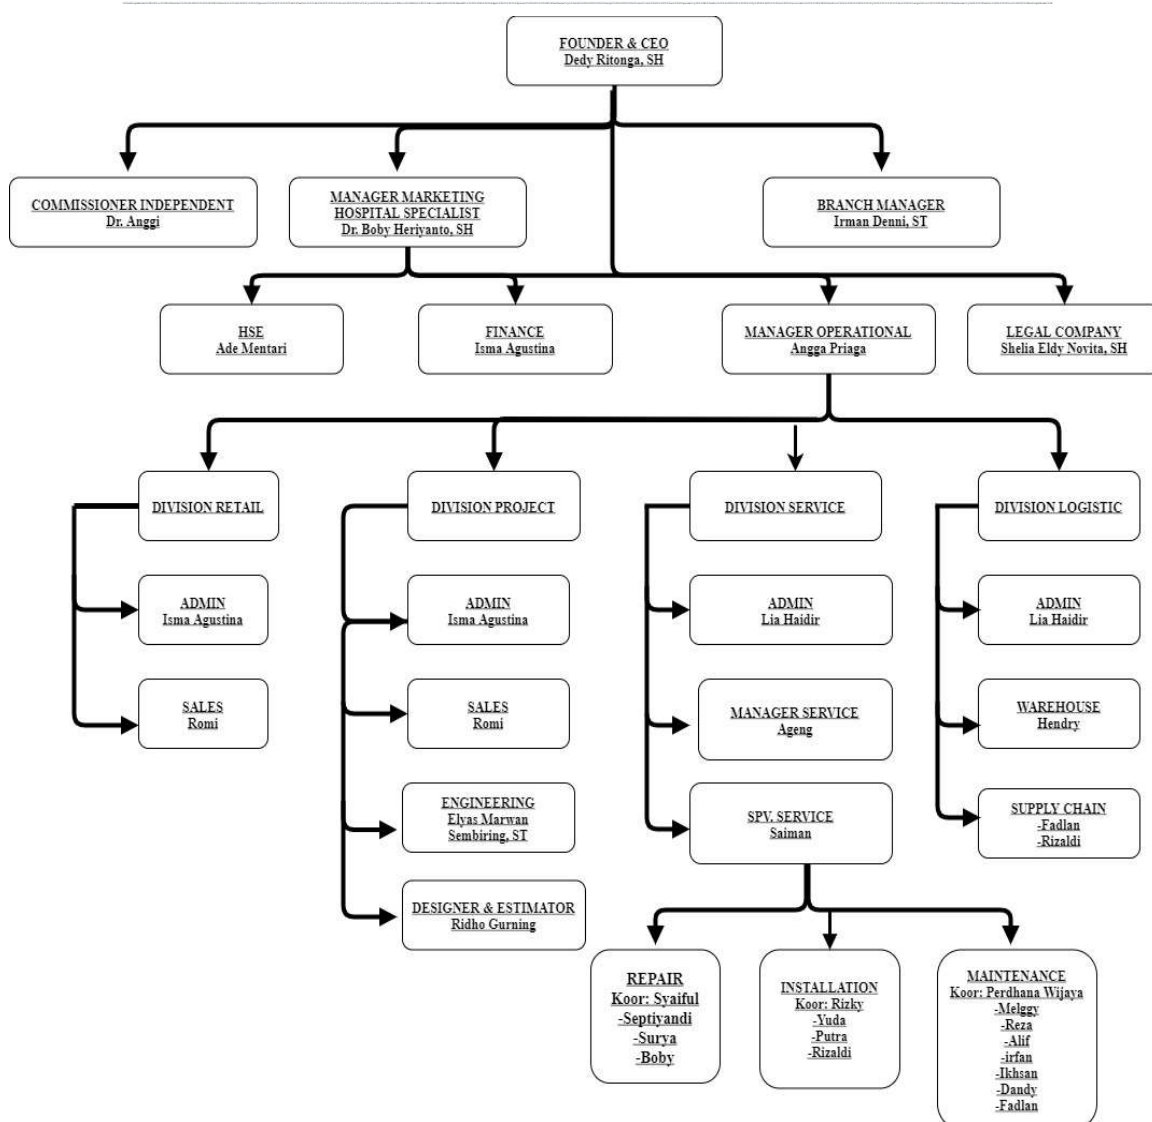 FOUNDER & CEO
Dedy Ritonga, SH
COMMISSIONER INDEPENDENT
Dr. Anggi
MANAGER MARKETING
HOSPITAL SPECIALIST
Dr. Boby Heriyanto, SH
BRANCH MANAGER
Irman Denni, ST
HSE
Ade Mentari
FINANCE
Isma Agustina
MANAGER OPERATIONAL
Angga Priaga
LEGAL COMPANY
Shelia Eldy Novita, SH
DIVISION RETAIL
DIVISION PROJECT
DIVISION SERVICE
DIVISION LOGISTIC
ADMIN
Isma Agustina
ADMIN
Isma Agustina
ADMIN
Lia Haidir
ADMIN
Lia Haidir
SALES
Romi
SALES
Romi
MANAGER SERVICE
Ageng
WAREHOUSE
Hendry
ENGINEERING
Elyas Marwan
Sembiring, ST
SPV. SERVICE
Saiman
SUPPLY CHAIN
-Fadlan
-Rizaldi
DESIGNER & ESTIMATOR
Ridho Gurning
REPAIR
Koor: Syaiful
-Septiyandi
-Surya
-Boby
INSTALLATION
Koor: Rizky
-Yuda
-Putra
-Rizaldi
MAINTENANCE
Koor: Perdhana Wijaya
-Melggy
-Reza
-Alif
-irfan
-Ikhsan
-Dandy
-Fadlan